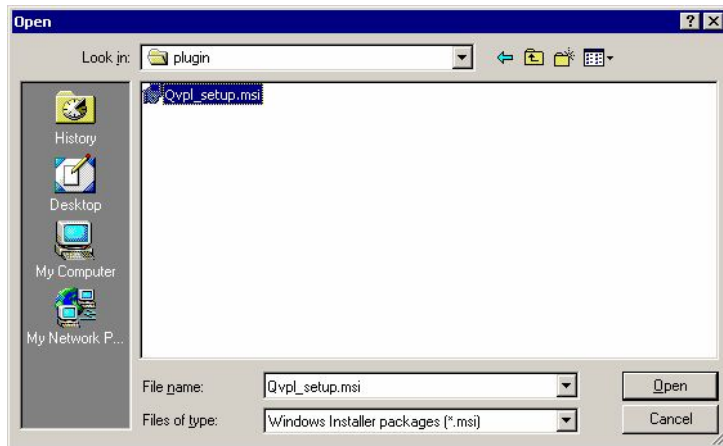 Open
Look in: plugin
Qvpl_setup.msi
History
Desktop
My Computer
My Network P...
File name: Qvpl_setup.msi Open
Files of type: Windows Installer packages (*.msi) Cancel